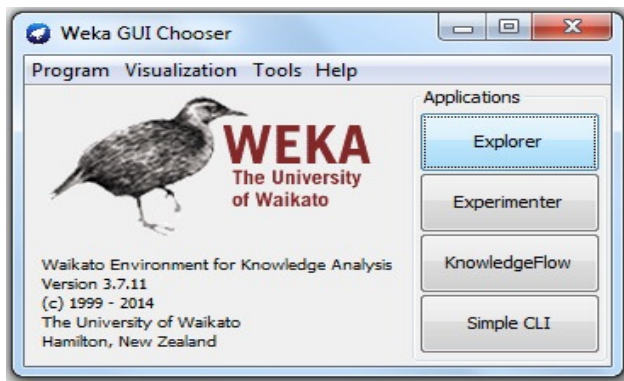 Weka GUI Chooser
Program Visualization Tools Help
WEKA
The University
of Waikato
Waikato Environment for Knowledge Analysis
Version 3.7.11
(c) 1999 - 2014
The University of Waikato
Hamilton, New Zealand
Applications
Explorer
Experimenter
KnowledgeFlow
Simple CLI